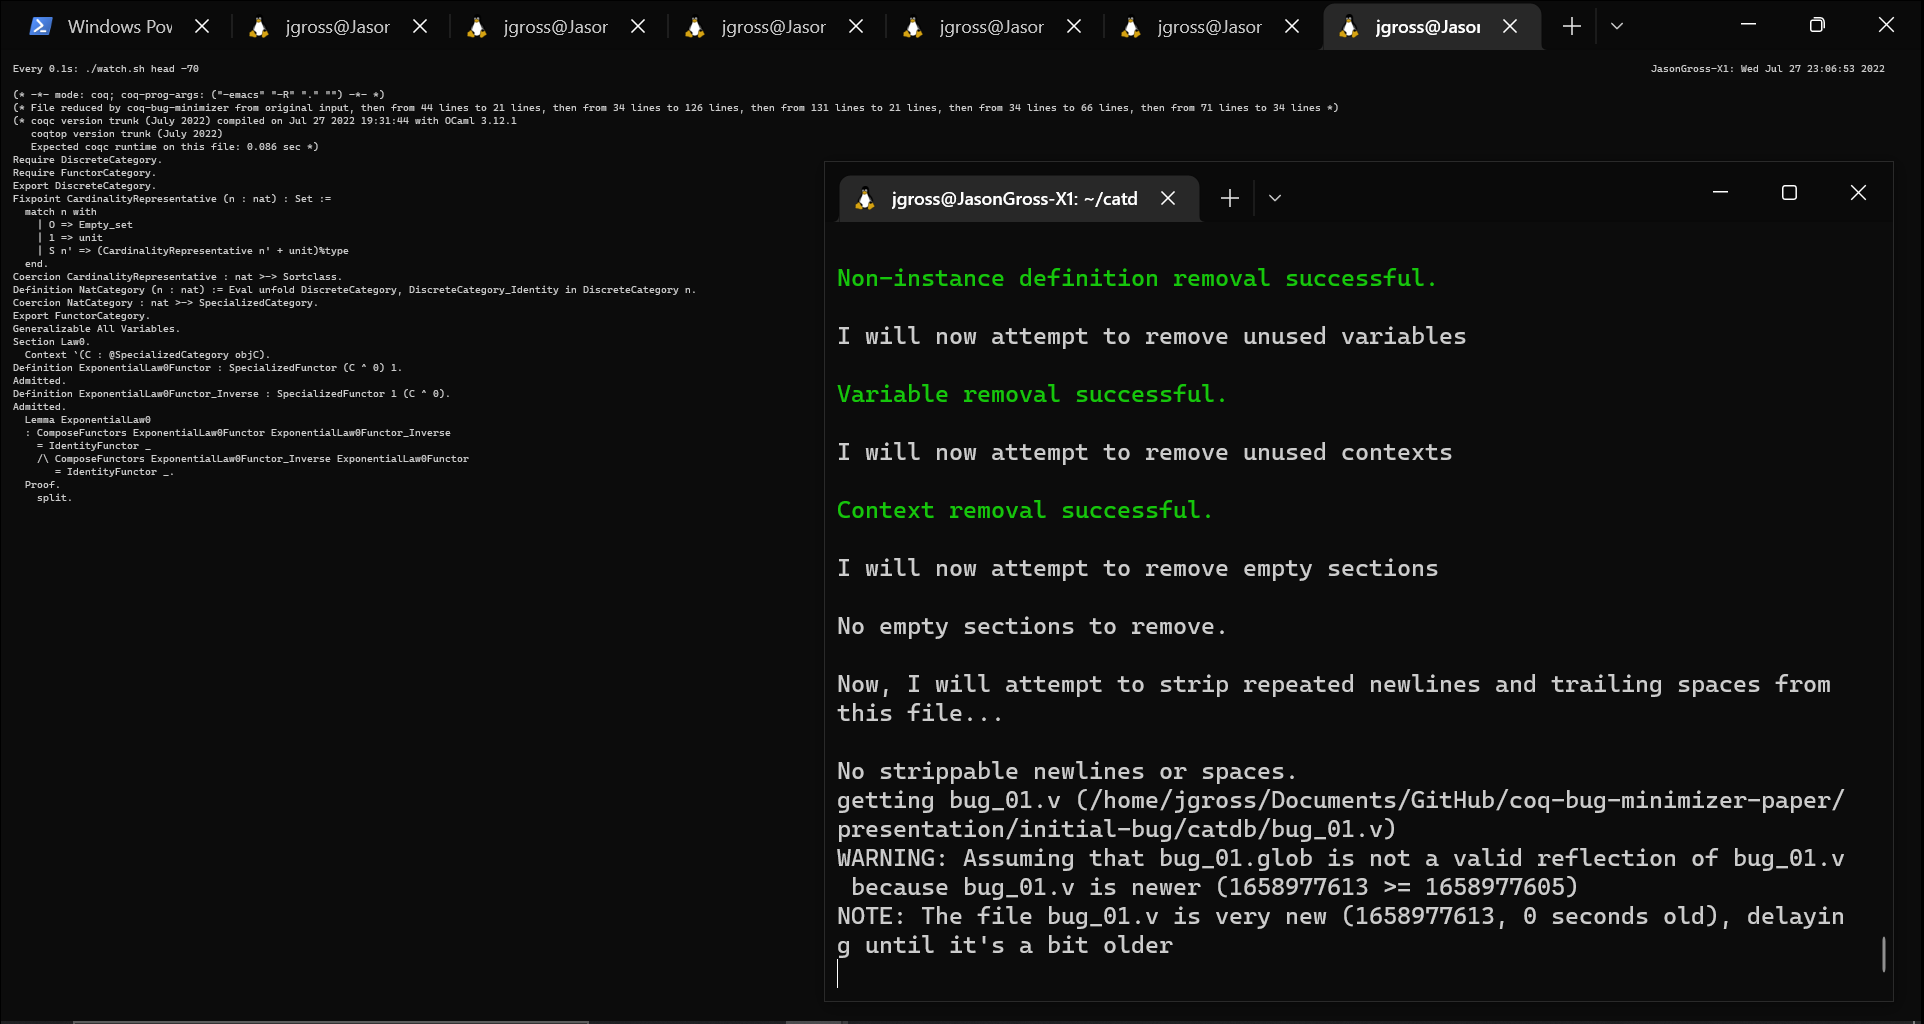 Windows Pov
jgross@Jasor
jgross@Jasor
jgross@Jasor
jgross@Jasor
jgross@Jasor
jgross@Jasor
Every 0.1s: ./watch.sh head -70
JasonGross-X1: Wed Jul 27 23:06:53 2022
(* -*- mode: coq; coq-prog-args: ("-emacs" "-R" "." "") -*- *)
(* File reduced by coq-bug-minimizer from original input, then from 44 lines to 21 lines, then from 34 lines to 126 lines, then from 131 lines to 21 lines, then from 34 lines to 66 lines, then from 71 lines to 34 lines *)
(* coqc version trunk (July 2022) compiled on Jul 27 2022 19:31:44 with OCaml 3.12.1
   coqtop version trunk (July 2022)
   Expected coqc runtime on this file: 0.086 sec *)
Require DiscreteCategory.
Require FunctorCategory.
Export DiscreteCategory.
Fixpoint CardinalityRepresentative (n : nat) : Set :=
  match n with
    | O => Empty_set
    | 1 => unit
    | S n' => (CardinalityRepresentative n' + unit)%type
  end.
Coercion CardinalityRepresentative : nat >-> Sortclass.
Definition NatCategory (n : nat) := Eval unfold DiscreteCategory, DiscreteCategory_Identity in DiscreteCategory n.
Coercion NatCategory : nat >-> SpecializedCategory.
Export FunctorCategory.
Generalizable All Variables.
Section Law0.
  Context `(C : @SpecializedCategory objC).
Definition ExponentialLaw0Functor : SpecializedFunctor (C ^ 0) 1.
Admitted.
Definition ExponentialLaw0Functor_Inverse : SpecializedFunctor 1 (C ^ 0).
Admitted.
  Lemma ExponentialLaw0
  : ComposeFunctors ExponentialLaw0Functor ExponentialLaw0Functor_Inverse
    = IdentityFunctor _
    /\ ComposeFunctors ExponentialLaw0Functor_Inverse ExponentialLaw0Functor
       = IdentityFunctor _.
  Proof.
    split.
jgross@JasonGross-X1: ~/catd
Non-instance definition removal successful.
I will now attempt to remove unused variables
Variable removal successful.
I will now attempt to remove unused contexts
Context removal successful.
I will now attempt to remove empty sections
No empty sections to remove.
Now, I will attempt to strip repeated newlines and trailing spaces from
this file...
No strippable newlines or spaces.
getting bug_01.v (/home/jgross/Documents/GitHub/coq-bug-minimizer-paper/
presentation/initial-bug/catdb/bug_01.v)
WARNING: Assuming that bug_01.glob is not a valid reflection of bug_01.v
 because bug_01.v is newer (1658977613 >= 1658977605)
NOTE: The file bug_01.v is very new (1658977613, 0 seconds old), delayin
g until it's a bit older